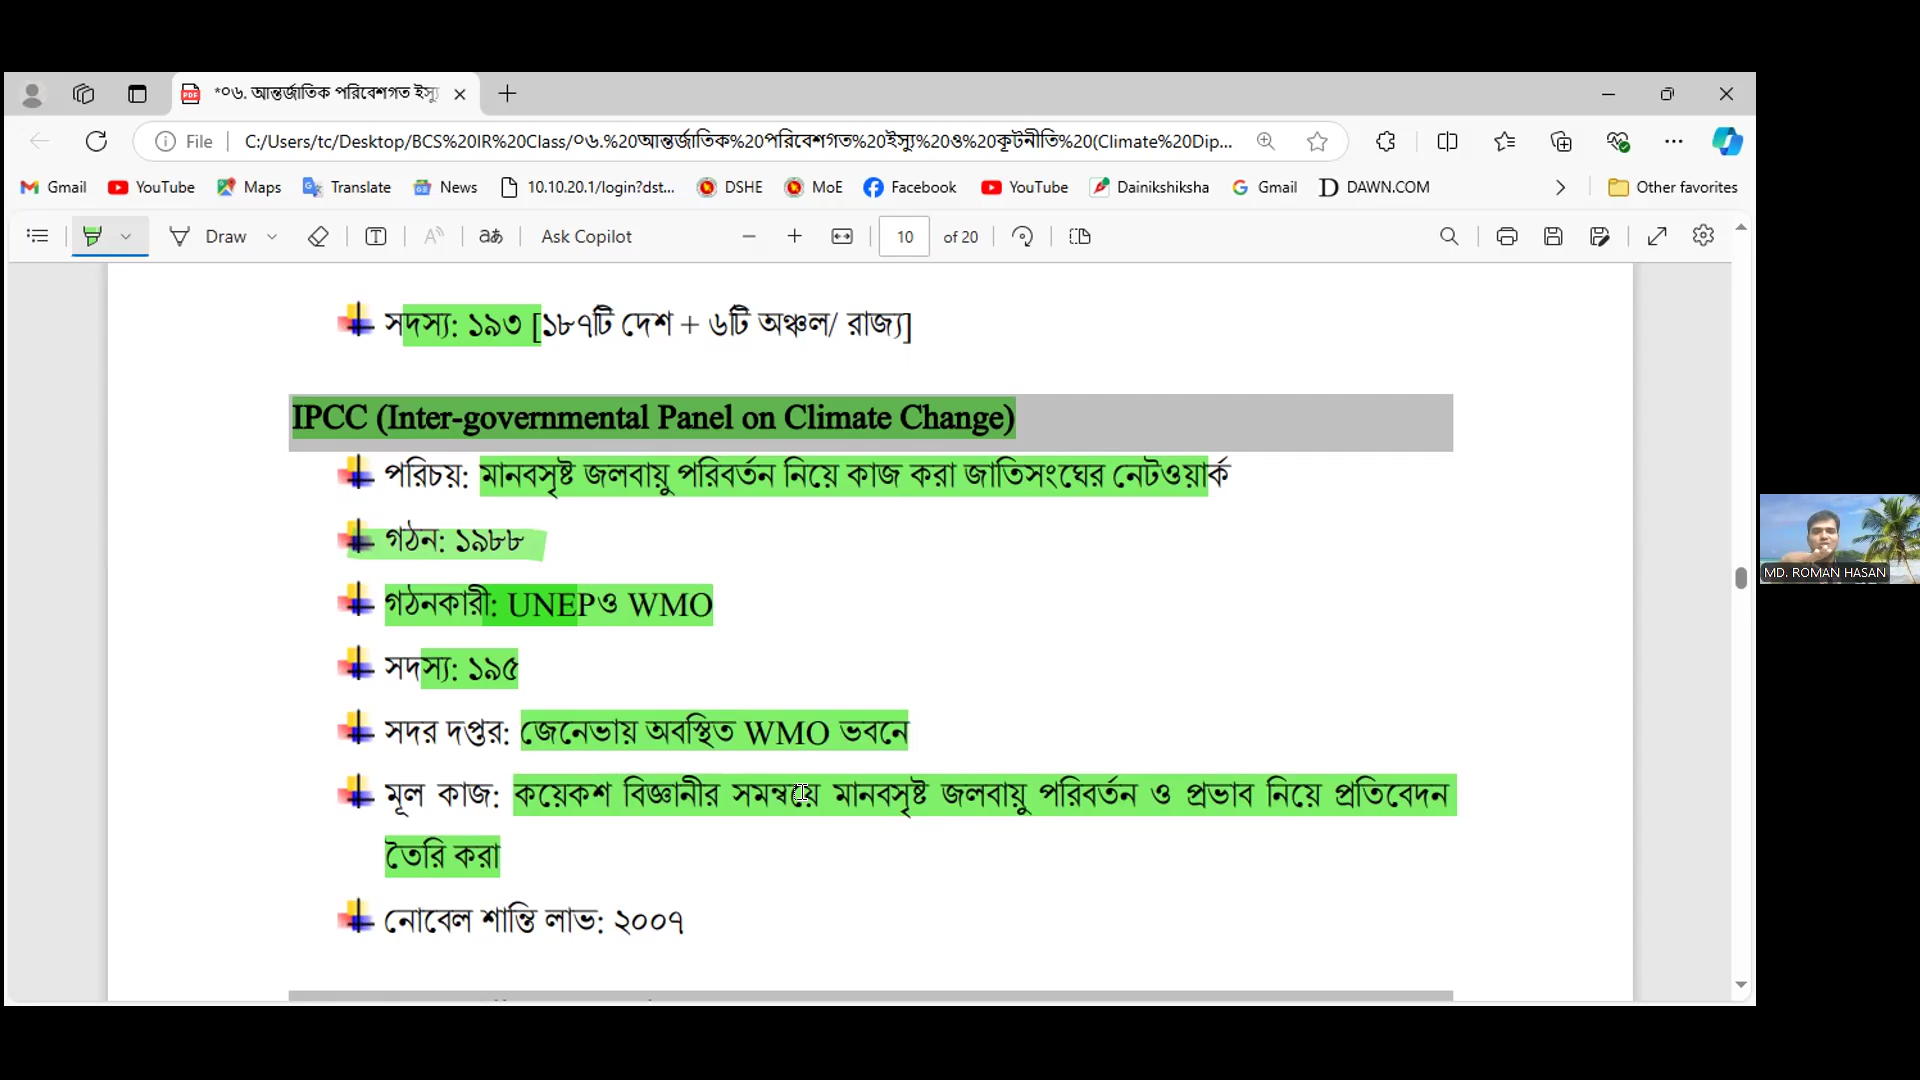 *০৬. আন্তর্জাতিক পরিবেশগত ইস্যু
File
C:/Users/tc/Desktop/BCS%20IR%20Class/০৬.%20আন্তর্জাতিক%20পরিবেশগত%20ইস্যু%20ও%20কূটনীতি%20(Climate%20Dip...
Gmail YouTube Maps Translate News 10.10.20.1/login?dst... DSHE MoE Facebook YouTube Dainikshiksha Gmail DAWN.COM Other favorites
Draw Ask Copilot 10 of 20
সদস্য: ১৯৩ [১৮৭টি দেশ + ৬টি অঞ্চল/ রাজ্য]
IPCC (Inter-governmental Panel on Climate Change)
পরিচয়: মানবসৃষ্ট জলবায়ু পরিবর্তন নিয়ে কাজ করা জাতিসংঘের নেটওয়ার্ক
গঠন: ১৯৮৮
গঠনকারী: UNEPও WMO
সদস্য: ১৯৫
সদর দপ্তর: জেনেভায় অবস্থিত WMO ভবনে
মূল কাজ: কয়েকশ বিজ্ঞানীর সমন্বয়ে মানবসৃষ্ট জলবায়ু পরিবর্তন ও প্রভাব নিয়ে প্রতিবেদন
তৈরি করা
নোবেল শান্তি লাভ: ২০০৭
MD. ROMAN HASAN